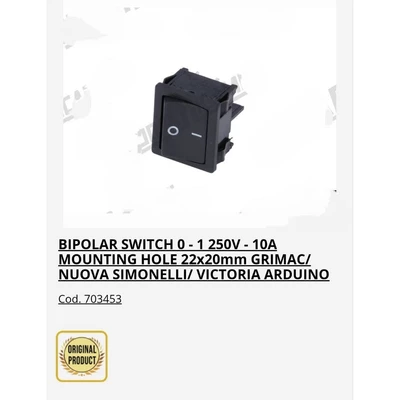 O
BIPOLAR SWITCH 0 - 1 250V - 10A
MOUNTING HOLE 22x20mm GRIMAC/
NUOVA SIMONELLI/ VICTORIA ARDUINO
Cod. 703453
ORIGINAL
PRODUCT